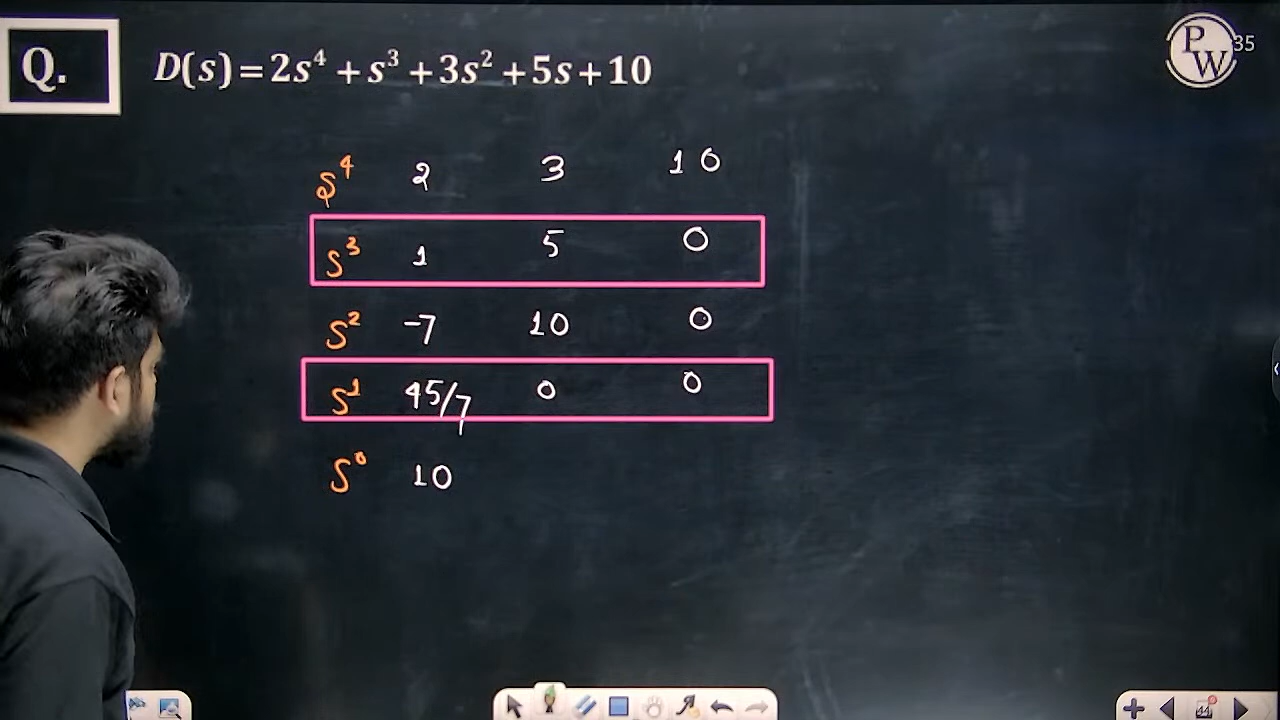 Q. D(s) = 2s⁴ + s³ + 3s² + 5s + 10
PW 35
S⁴ 2 3 10
S³ 1 5 0
S² -7 10 0
S¹ 45/7 0 0
S⁰ 10